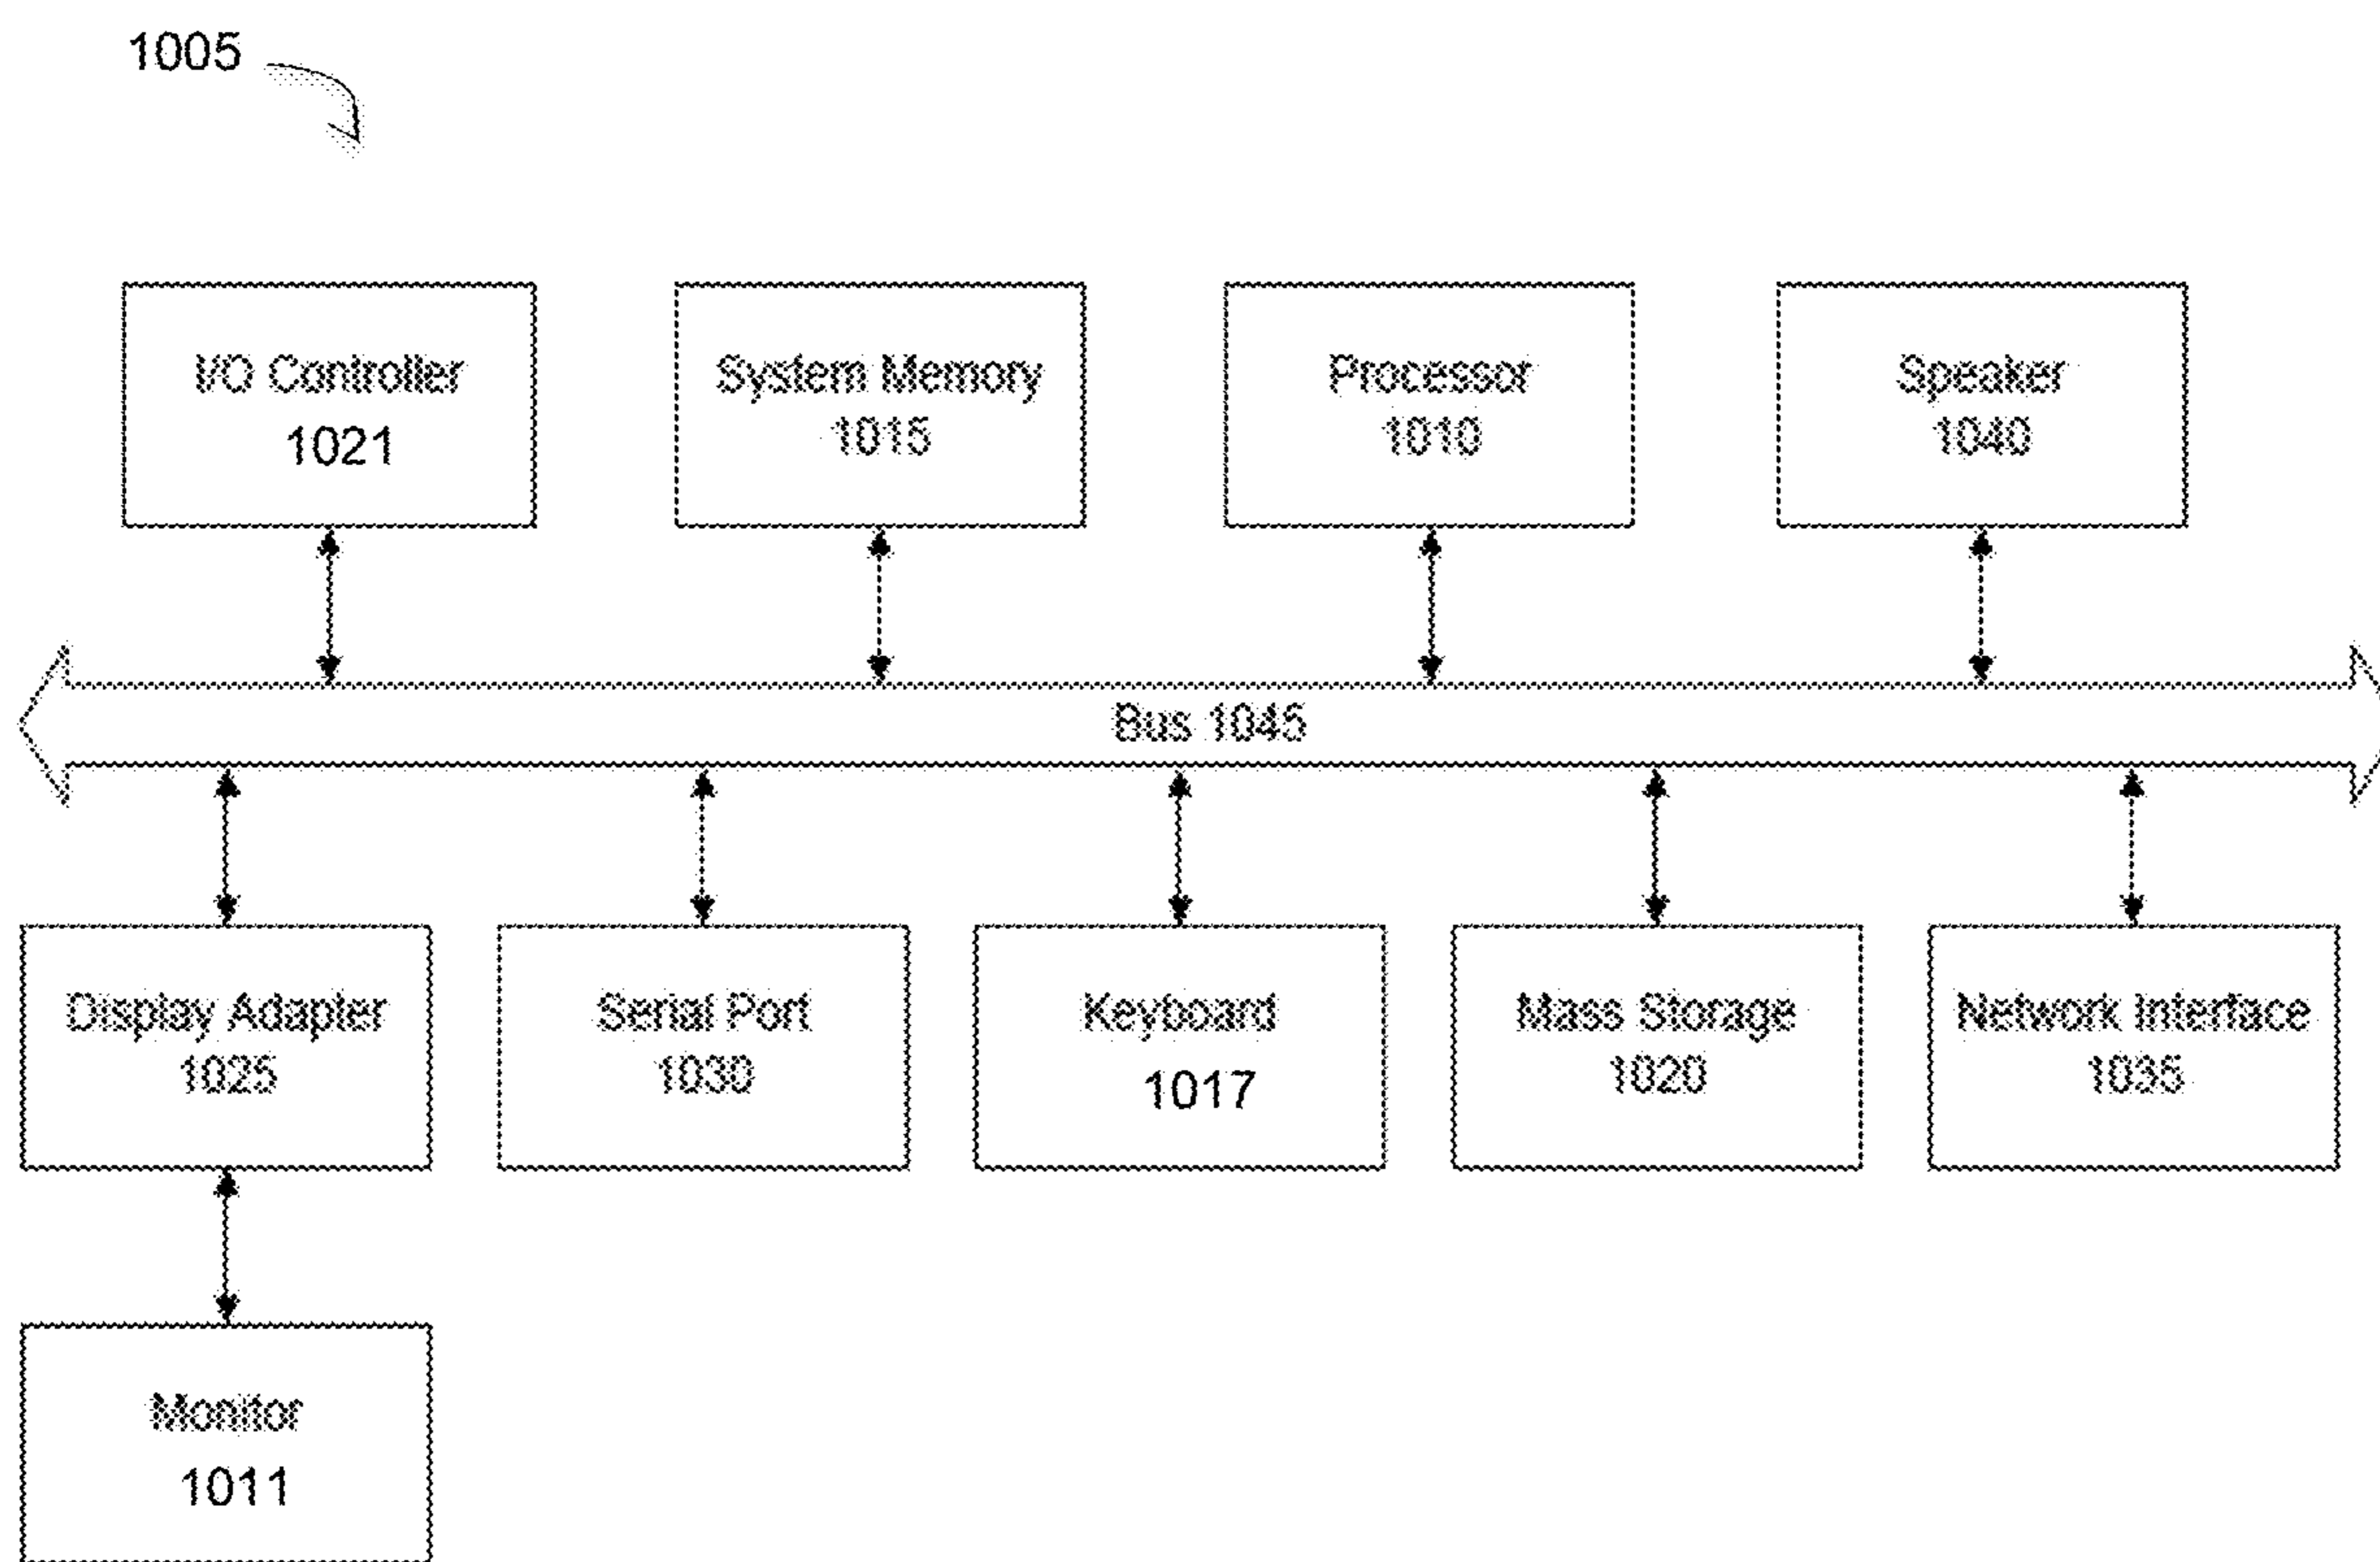 1005
I/O Controller
1021
System Memory
1015
Processor
1010
Speaker
1040
Bus 1045
Display Adapter
1025
Serial Port
1030
Keyboard
1017
Mass Storage
1020
Network Interface
1035
Monitor
1011